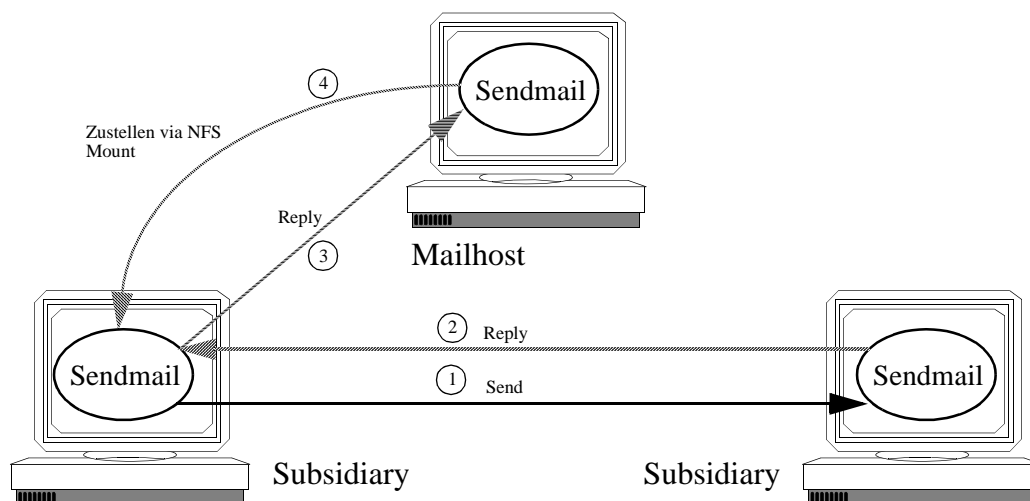 4
Sendmail
Zustellen via NFS
Mount
Reply
3
Mailhost
2 Reply
Sendmail
1 Send
Sendmail
Subsidiary
Subsidiary